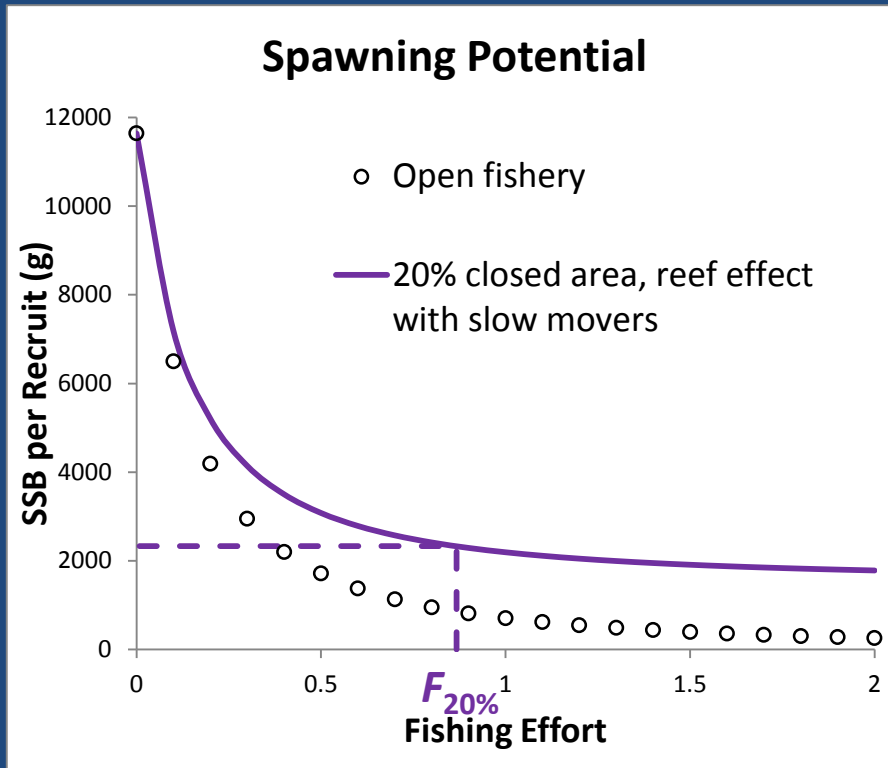 Spawning Potential
12000
10000
8000
6000
4000
2000
0
SSB per Recruit (g)
Open fishery
20% closed area, reef effect
with slow movers
0
0.5
1
1.5
2
F20%
Fishing Effort